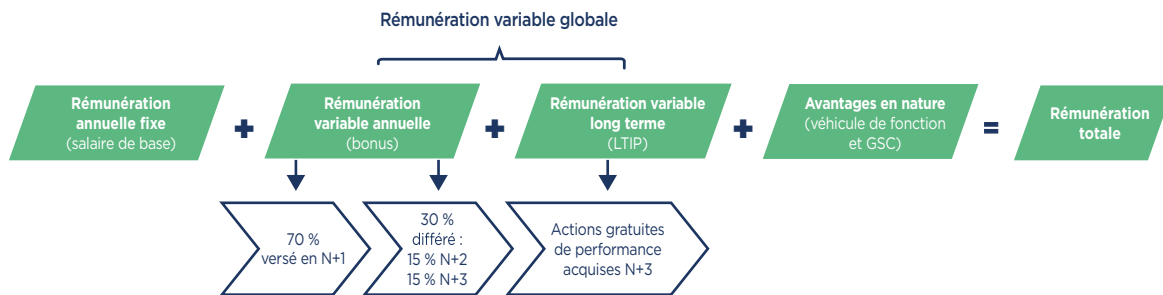 Rémunération variable globale
Rémunération
annuelle fixe
(salaire de base)
+
Rémunération
variable annuelle
(bonus)
+
Rémunération variable
long terme
(LTIP)
+
Avantages en nature
(véhicule de fonction
et GSC)
=
Rémunération
totale
70 %
versé en N+1
30 %
différé :
15 % N+2
15 % N+3
Actions gratuites
de performance
acquises N+3